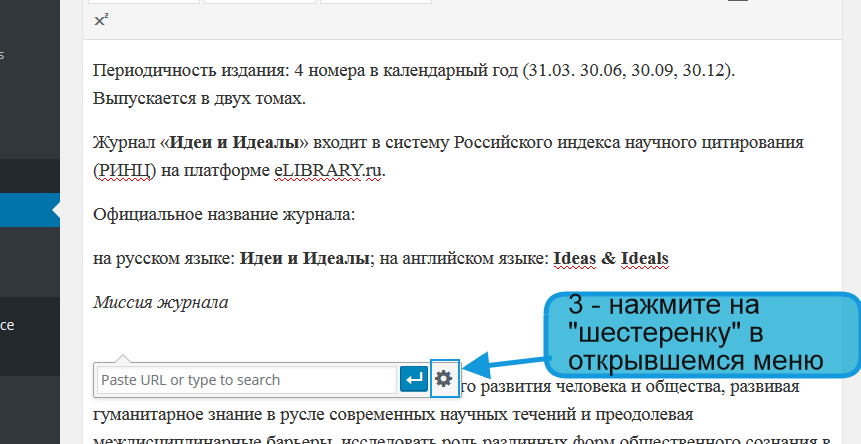 x²
s
Периодичность издания: 4 номера в календарный год (31.03. 30.06, 30.09, 30.12).
Выпускается в двух томах.
Журнал «Идеи и Идеалы» входит в систему Российского индекса научного цитирования
(РИНЦ) на платформе eLIBRARY.ru.
Официальное название журнала:
на русском языке: Идеи и Идеалы; на английском языке: Ideas & Ideals
Миссия журнала
ce
3 - нажмите на
"шестеренку" в
открывшемся меню
Paste URL or type to search
го развития человека и общества, развивая
гуманитарное знание в русле современных научных течений и преодолевая
междисциплинарные барьеры, исследовать роль различных форм общественного сознания в